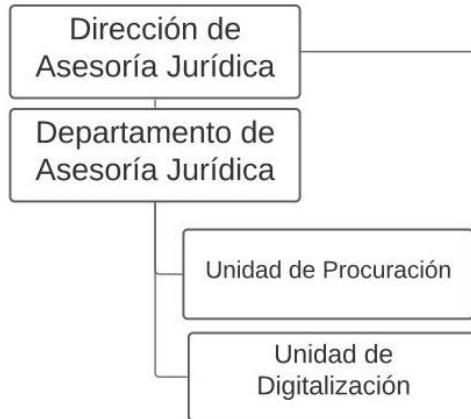 Dirección de
Asesoría Jurídica
Departamento de
Asesoría Jurídica
Unidad de Procuración
Unidad de
Digitalización